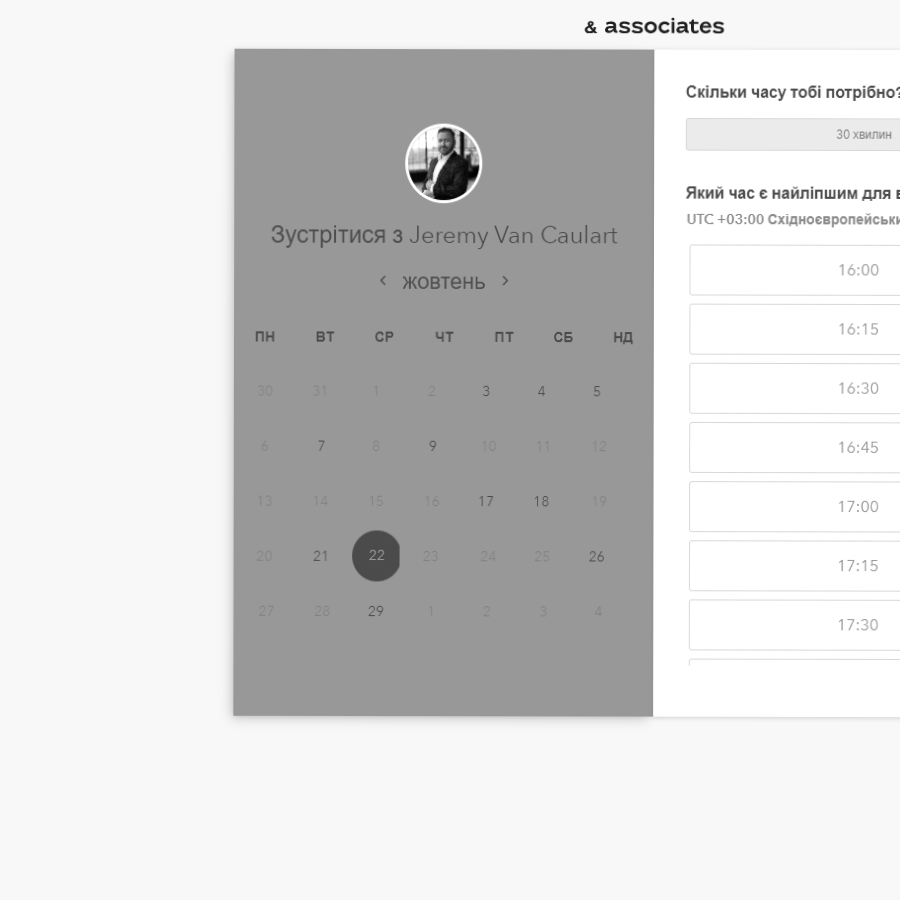 & associates
Зустрітися з Jeremy Van Caulart
жовтень
ПН ВТ СР ЧТ ПТ СБ НД
30 31 1 2 3 4 5
6 7 8 9 10 11 12
13 14 15 16 17 18 19
20 21 22 23 24 25 26
27 28 29 1 2 3 4
Скільки часу тобі потрібно?
30 хвилин
Який час є найліпшим для
UTC +03:00
16:00
16:15
16:30
16:45
17:00
17:15
17:30